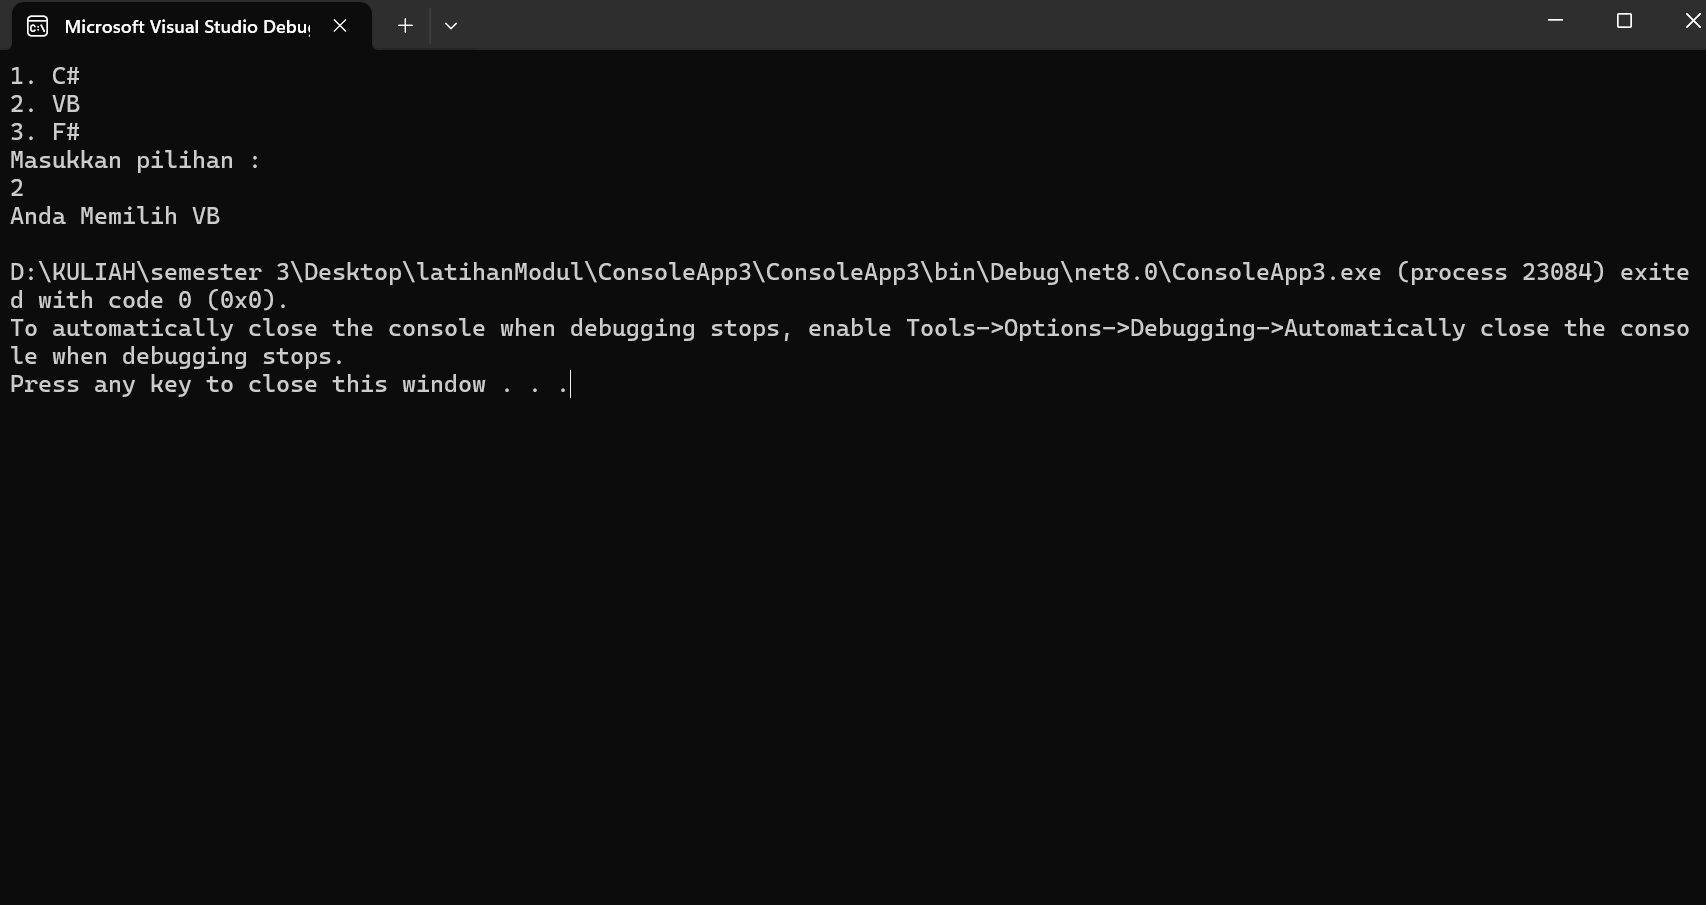 Microsoft Visual Studio Debu
1. C#
2. VB
3. F#
Masukkan pilihan :
2
Anda Memilih VB
D:\KULIAH\semester 3\Desktop\latihanModul\ConsoleApp3\ConsoleApp3\bin\Debug\net8.0\ConsoleApp3.exe (process 23084) exite
d with code 0 (0x0).
To automatically close the console when debugging stops, enable Tools->Options->Debugging->Automatically close the conso
le when debugging stops.
Press any key to close this window . . .